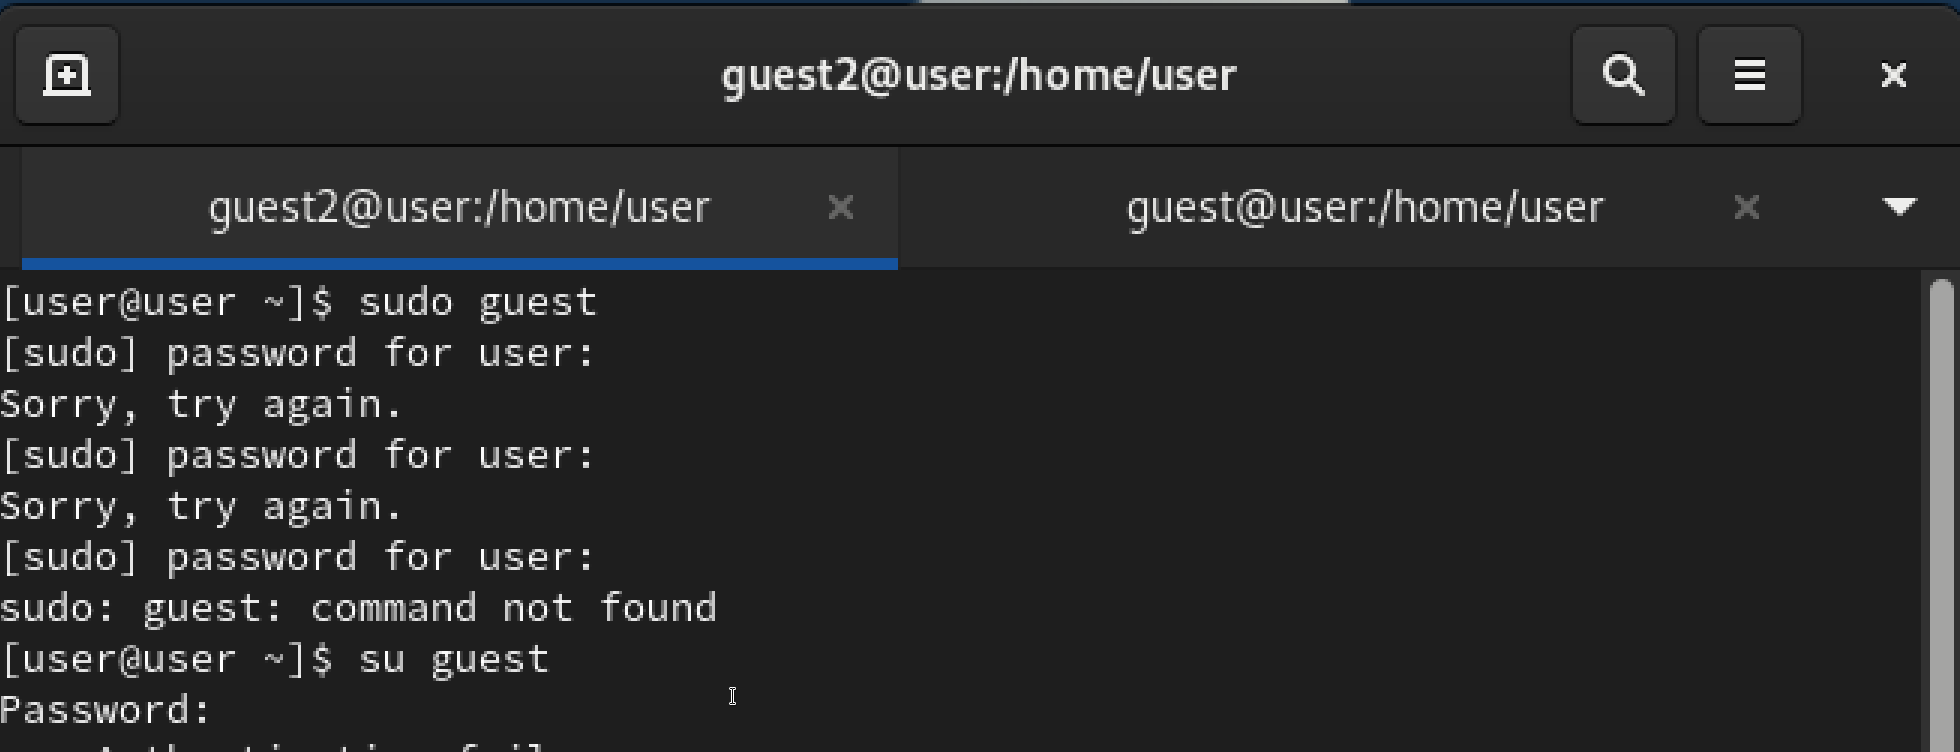 guest2@user:/home/user
guest2@user:/home/user
guest@user:/home/user
[user@user ~]$ sudo guest
[sudo] password for user:
Sorry, try again.
[sudo] password for user:
Sorry, try again.
[sudo] password for user:
sudo: guest: command not found
[user@user ~]$ su guest
Password: